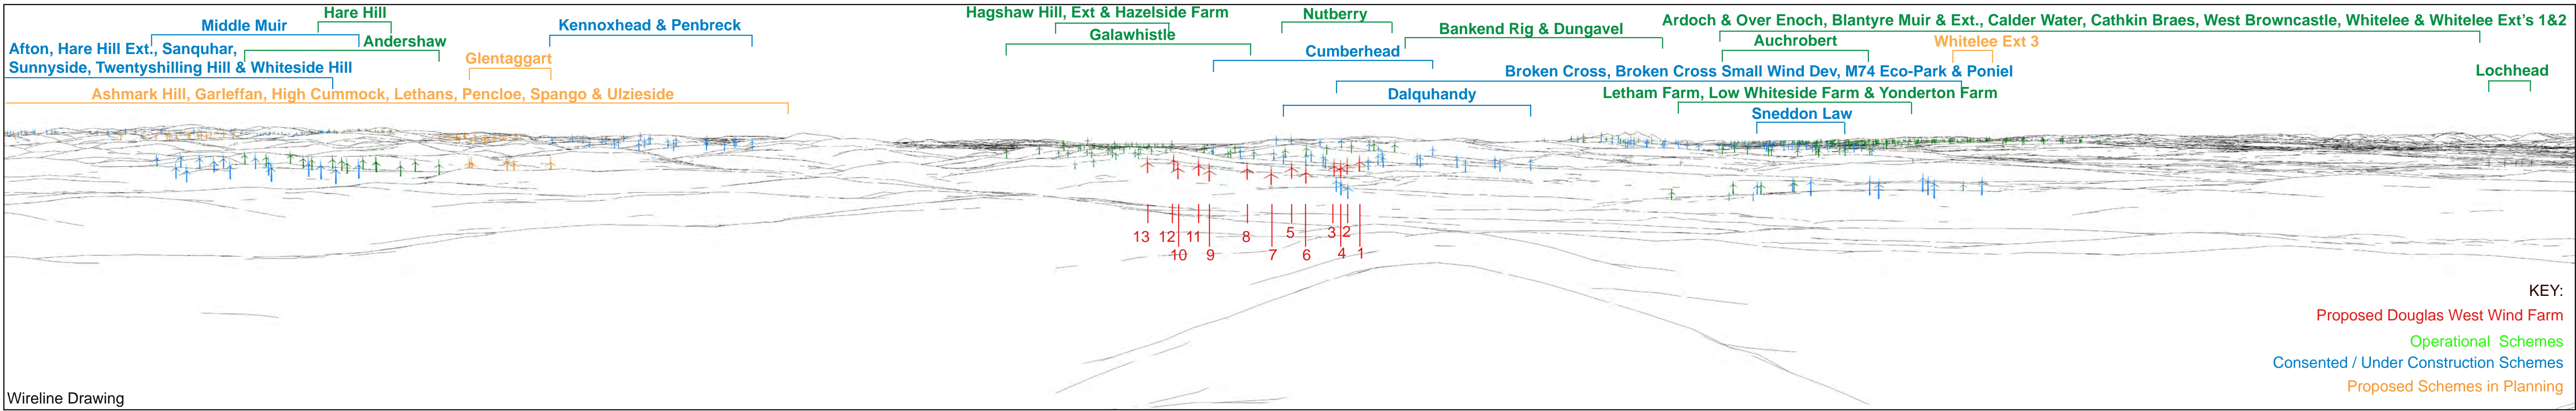 Hare Hill
Middle Muir
Kennoxhead & Penbreck
Andershaw
Afton, Hare Hill Ext., Sanquhar,
Sunnyside, Twentyshilling Hill & Whiteside Hill
Glentaggart
Ashmark Hill, Garleffan, High Cummock, Lethans, Pencloe, Spango & Ulzieside
Hagshaw Hill, Ext & Hazelside Farm
Galawhistle
Nutberry
Cumberhead
Bankend Rig & Dungavel
Dalquhandy
Ardoch & Over Enoch, Blantyre Muir & Ext., Calder Water, Cathkin Braes, West Browncastle, Whitelee & Whitelee Ext's 1&2
Auchrobert
Whitelee Ext 3
Broken Cross, Broken Cross Small Wind Dev, M74 Eco-Park & Poniel
Letham Farm, Low Whiteside Farm & Yonderton Farm
Sneddon Law
Lochhead
13 12 11 8 5 3 2
10 9 7 6 4 1
KEY:
Proposed Douglas West Wind Farm
Operational Schemes
Consented / Under Construction Schemes
Proposed Schemes in Planning
Wireline Drawing